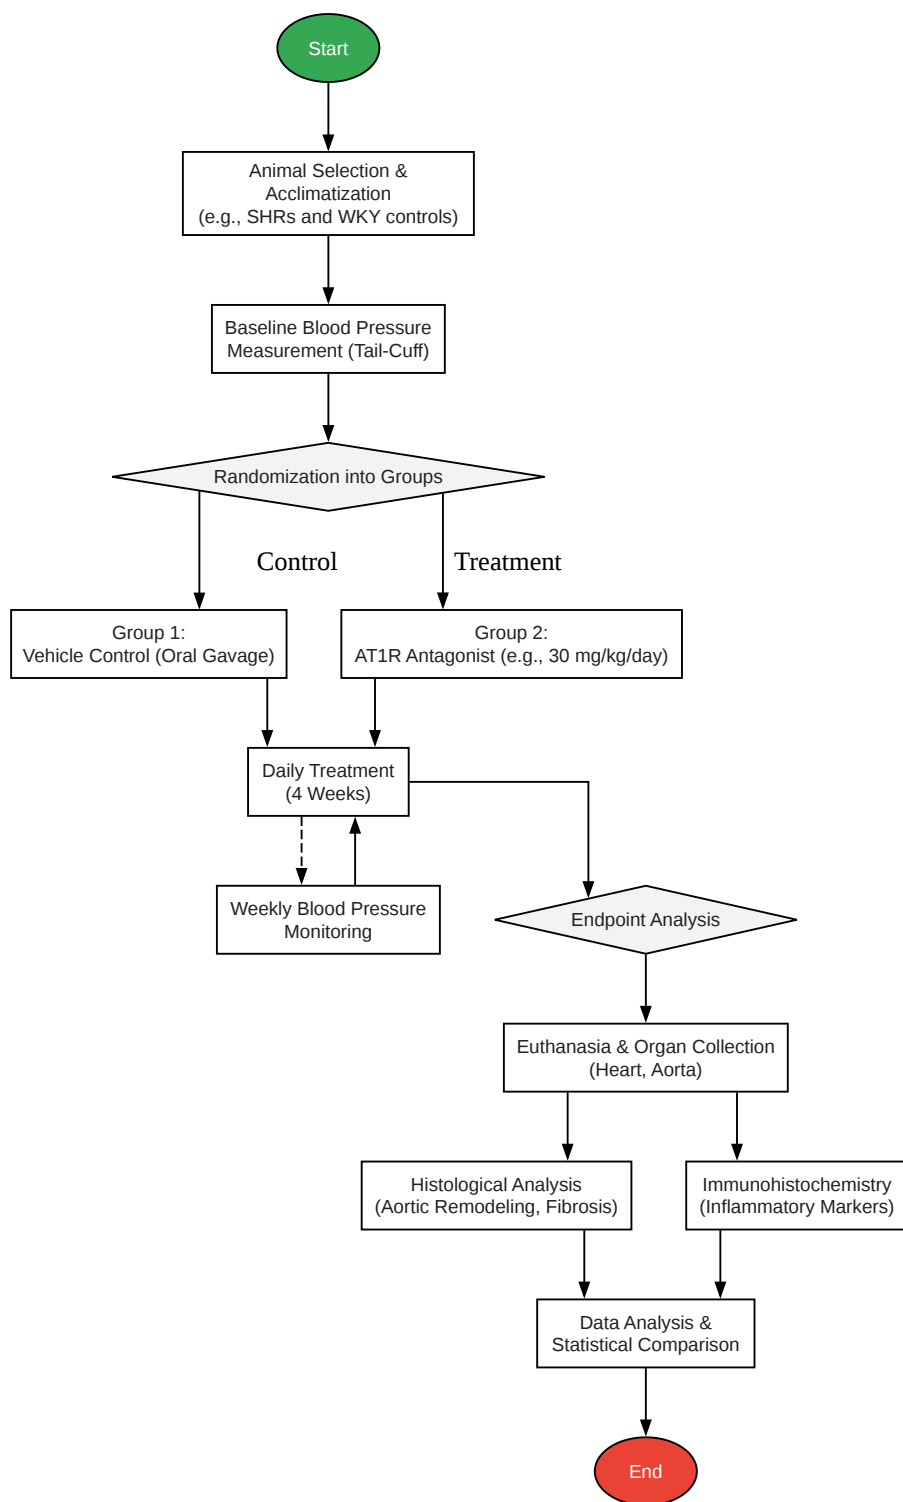 Start
Animal Selection &
Acclimatization
(e.g., SHRs and WKY controls)
Baseline Blood Pressure
Measurement (Tail-Cuff)
Randomization into Groups
Control
Treatment
Group 1:
Vehicle Control (Oral Gavage)
Group 2:
AT1R Antagonist (e.g., 30 mg/kg/day)
Daily Treatment
(4 Weeks)
Weekly Blood Pressure
Monitoring
Endpoint Analysis
Euthanasia & Organ Collection
(Heart, Aorta)
Histological Analysis
(Aortic Remodeling, Fibrosis)
Immunohistochemistry
(Inflammatory Markers)
Data Analysis &
Statistical Comparison
End